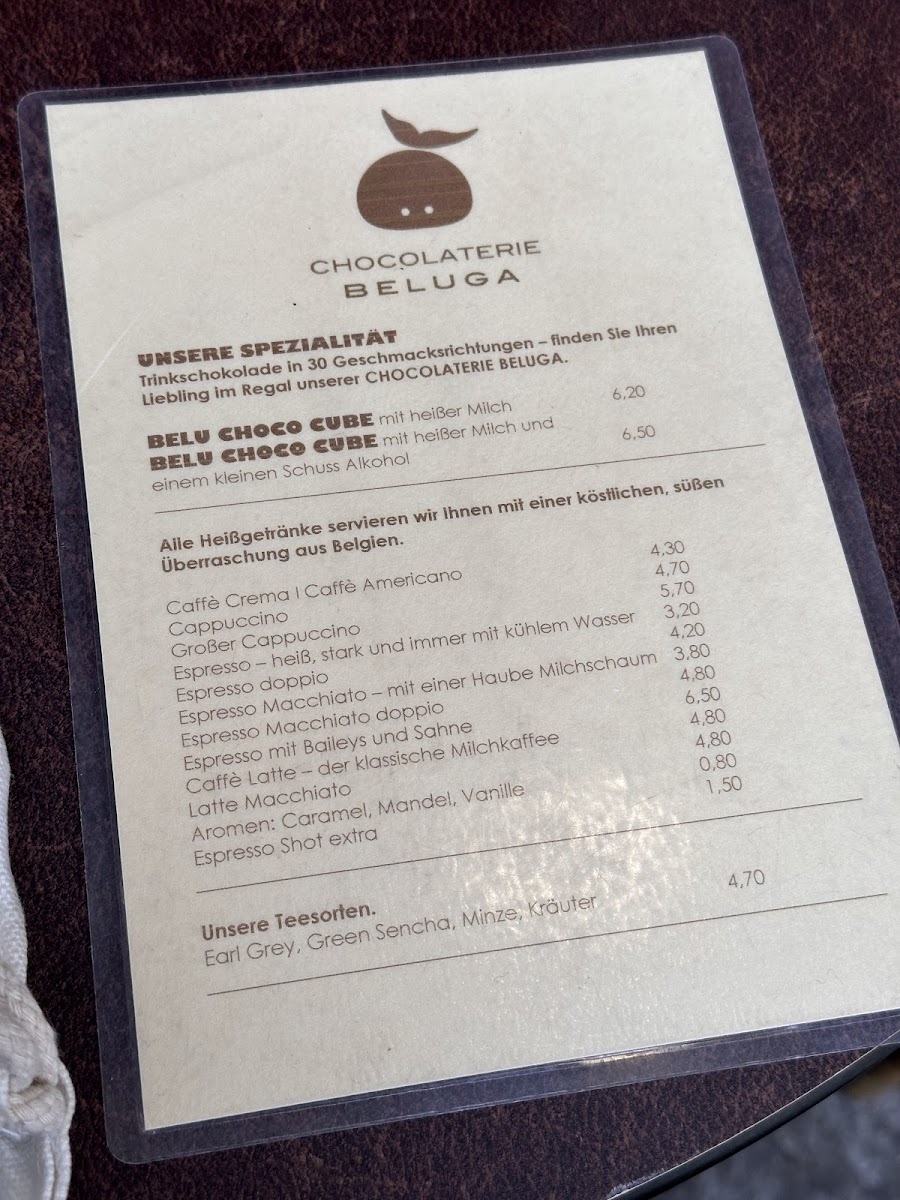 CHOCOLATERIE
BELUGA
UNSERE SPEZIALITÄT
Trinkschokolade in 30 Geschmacksrichtungen – finden Sie Ihren
Liebling im Regal unserer CHOCOLATERIE BELUGA.
BELU CHOCO CUBE mit heißer Milch 6,20
BELU CHOCO CUBE mit heißer Milch und
einem kleinen Schuss Alkohol 6,50
Alle Heißgetränke servieren wir Ihnen mit einer köstlichen, süßen
Überraschung aus Belgien.
Caffè Crema I Caffè Americano 4,30
Cappuccino 4,70
Großer Cappuccino 5,70
Espresso – heiß, stark und immer mit kühlem Wasser 3,20
Espresso doppio 4,20
Espresso Macchiato – mit einer Haube Milchschaum 3,80
Espresso Macchiato doppio 4,80
Espresso mit Baileys und Sahne 6,50
Caffè Latte – der klassische Milchkaffee 4,80
Latte Macchiato 4,80
Aromen: Caramel, Mandel, Vanille 0,80
Espresso Shot extra 1,50
Unsere Teesorten.
Earl Grey, Green Sencha, Minze, Kräuter 4,70